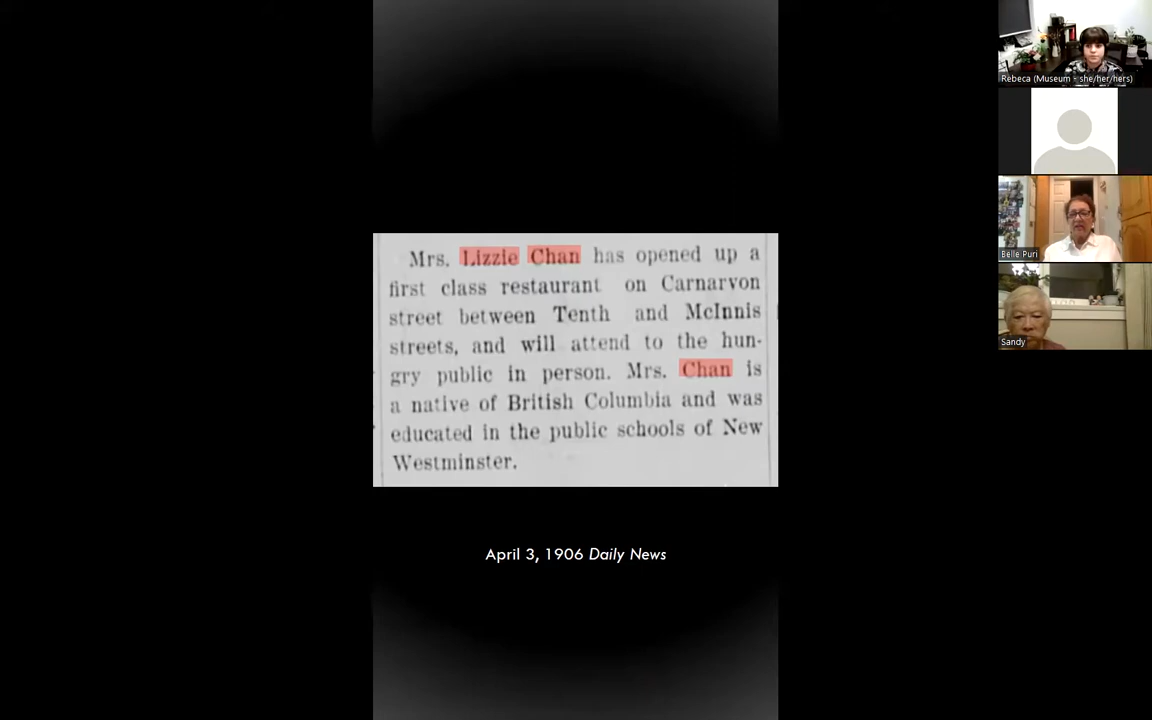 Mrs. Lizzie Chan has opened up a
first class restaurant on Carnarvon
street between Tenth and McInnis
streets, and will attend to the hun-
gry public in person. Mrs. Chan is
a native of British Columbia and was
educated in the public schools of New
Westminster.
April 3, 1906 Daily News
Rebeca (Museum - she/her/hers)
Belle Puri
Sandy